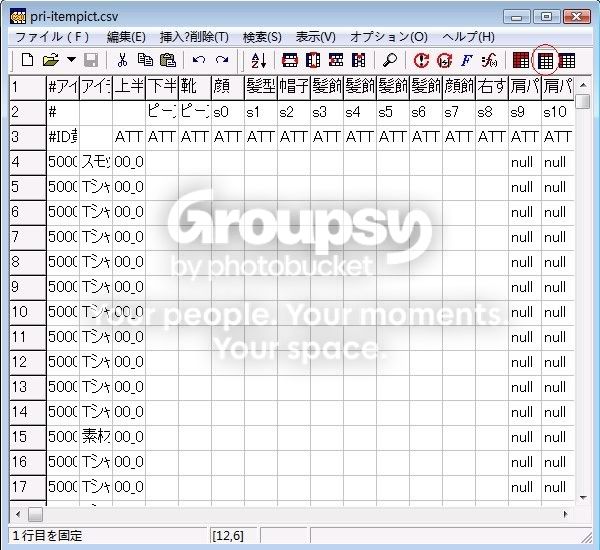 pri-itempict.csv
ファイル(F) 編集(E) 挿入?削除(T) 検索(S) 表示(V) オプション(O) ヘルプ(H)
1 #アイ アイ 上半 下半 靴 顔 髪型 帽子 髪飾 髪飾 髪飾 髪飾 顔飾 右す 肩パ 肩パ
2 # ピーフ ピーフ s0 s1 s2 s3 s4 s5 s6 s7 s8 s9 s10
3 #ID ATT ATT ATT ATT ATT ATT ATT ATT ATT ATT ATT ATT ATT ATT
4 5000 スモッ 00_0 null null
5 5000 Tシャ 00_0 null null
6 5000 Tシャ 00_0 null null
7 5000 Tシャ 00_0 null null
8 5000 Tシャ 00_0 null null
9 5000 Tシャ 00_0 null null
10 5000 Tシャ 00_0 null null
11 5000 Tシャ 00_0 null null
12 5000 Tシャ 00_0 null null
13 5000 Tシャ 00_0 null null
14 5000 Tシャ 00_0 null null
15 5000 素材 00_0 null null
16 5000 Tシャ 00_0 null null
17 5000 Tシャ 00_0 null null
Groupsy
by photobucket
Your people. Your moments
Your space.
1行目を固定 [12,6]